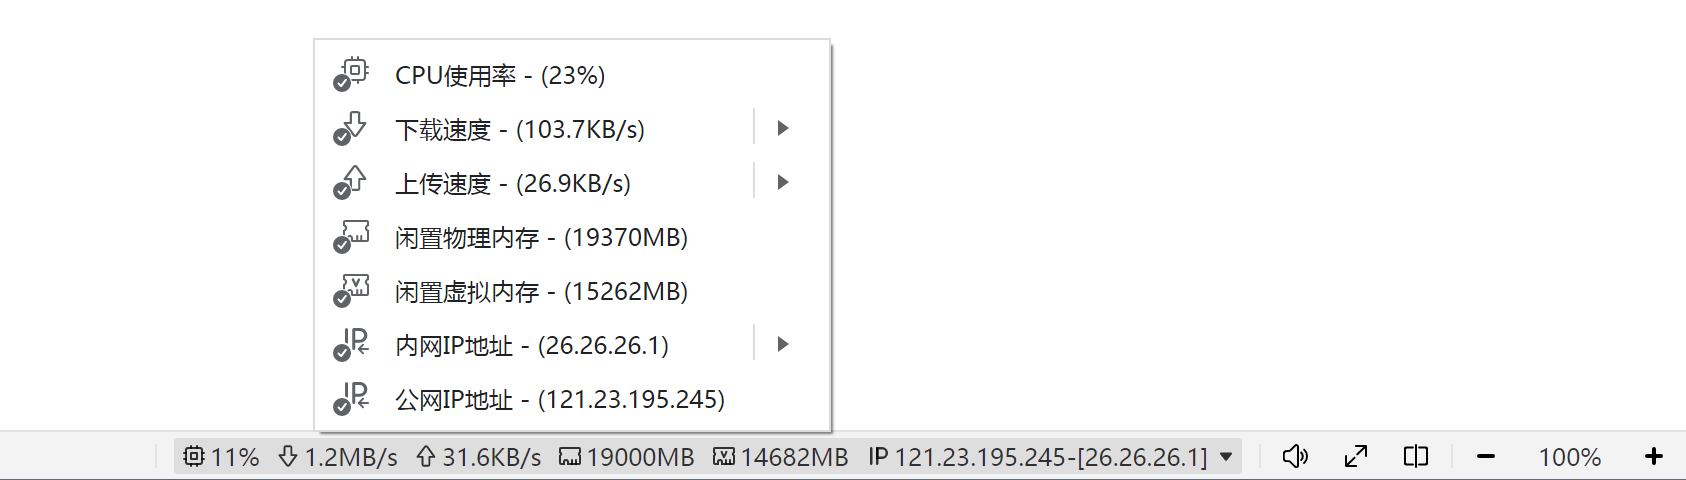 CPU使用率 - (23%)
下载速度 - (103.7KB/s)
上传速度 - (26.9KB/s)
闲置物理内存 - (19370MB)
闲置虚拟内存 - (15262MB)
内网IP地址 - (26.26.26.1)
公网IP地址 - (121.23.195.245)
11% 1.2MB/s 31.6KB/s 19000MB 14682MB IP 121.23.195.245-[26.26.26.1] 100%